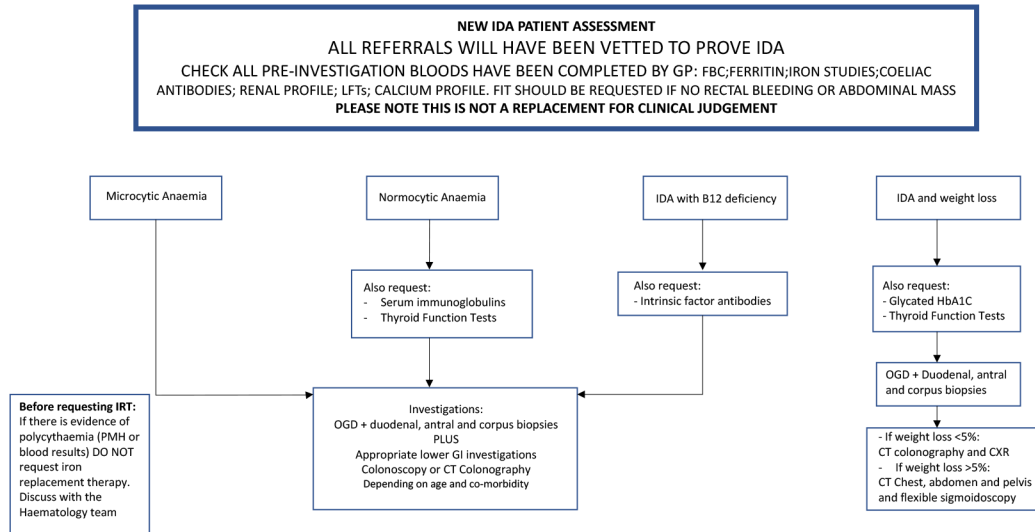 NEW IDA PATIENT ASSESSMENT
ALL REFERRALS WILL HAVE BEEN VETTED TO PROVE IDA
CHECK ALL PRE-INVESTIGATION BLOODS HAVE BEEN COMPLETED BY GP: FBC;FERRITIN;IRON STUDIES;COELIAC
ANTIBODIES; RENAL PROFILE; LFTs; CALCIUM PROFILE. FIT SHOULD BE REQUESTED IF NO RECTAL BLEEDING OR ABDOMINAL MASS
PLEASE NOTE THIS IS NOT A REPLACEMENT FOR CLINICAL JUDGEMENT
Microcytic Anaemia
Normocytic Anaemia
IDA with B12 deficiency
IDA and weight loss
Also request:
- Serum immunoglobulins
- Thyroid Function Tests
Also request:
- Intrinsic factor antibodies
Also request:
- Glycated HbA1C
- Thyroid Function Tests
OGD + Duodenal, antral
and corpus biopsies
Before requesting IRT:
If there is evidence of
polycythaemia (PMH or
blood results) DO NOT
request iron
replacement therapy.
Discuss with the
Haematology team
Investigations:
OGD + duodenal, antral and corpus biopsies
PLUS
Appropriate lower GI investigations
Colonoscopy or CT Colonography
Depending on age and co-morbidity
- If weight loss <5%:
CT colonography and CXR
- If weight loss >5%:
CT Chest, abdomen and pelvis
and flexible sigmoidoscopy